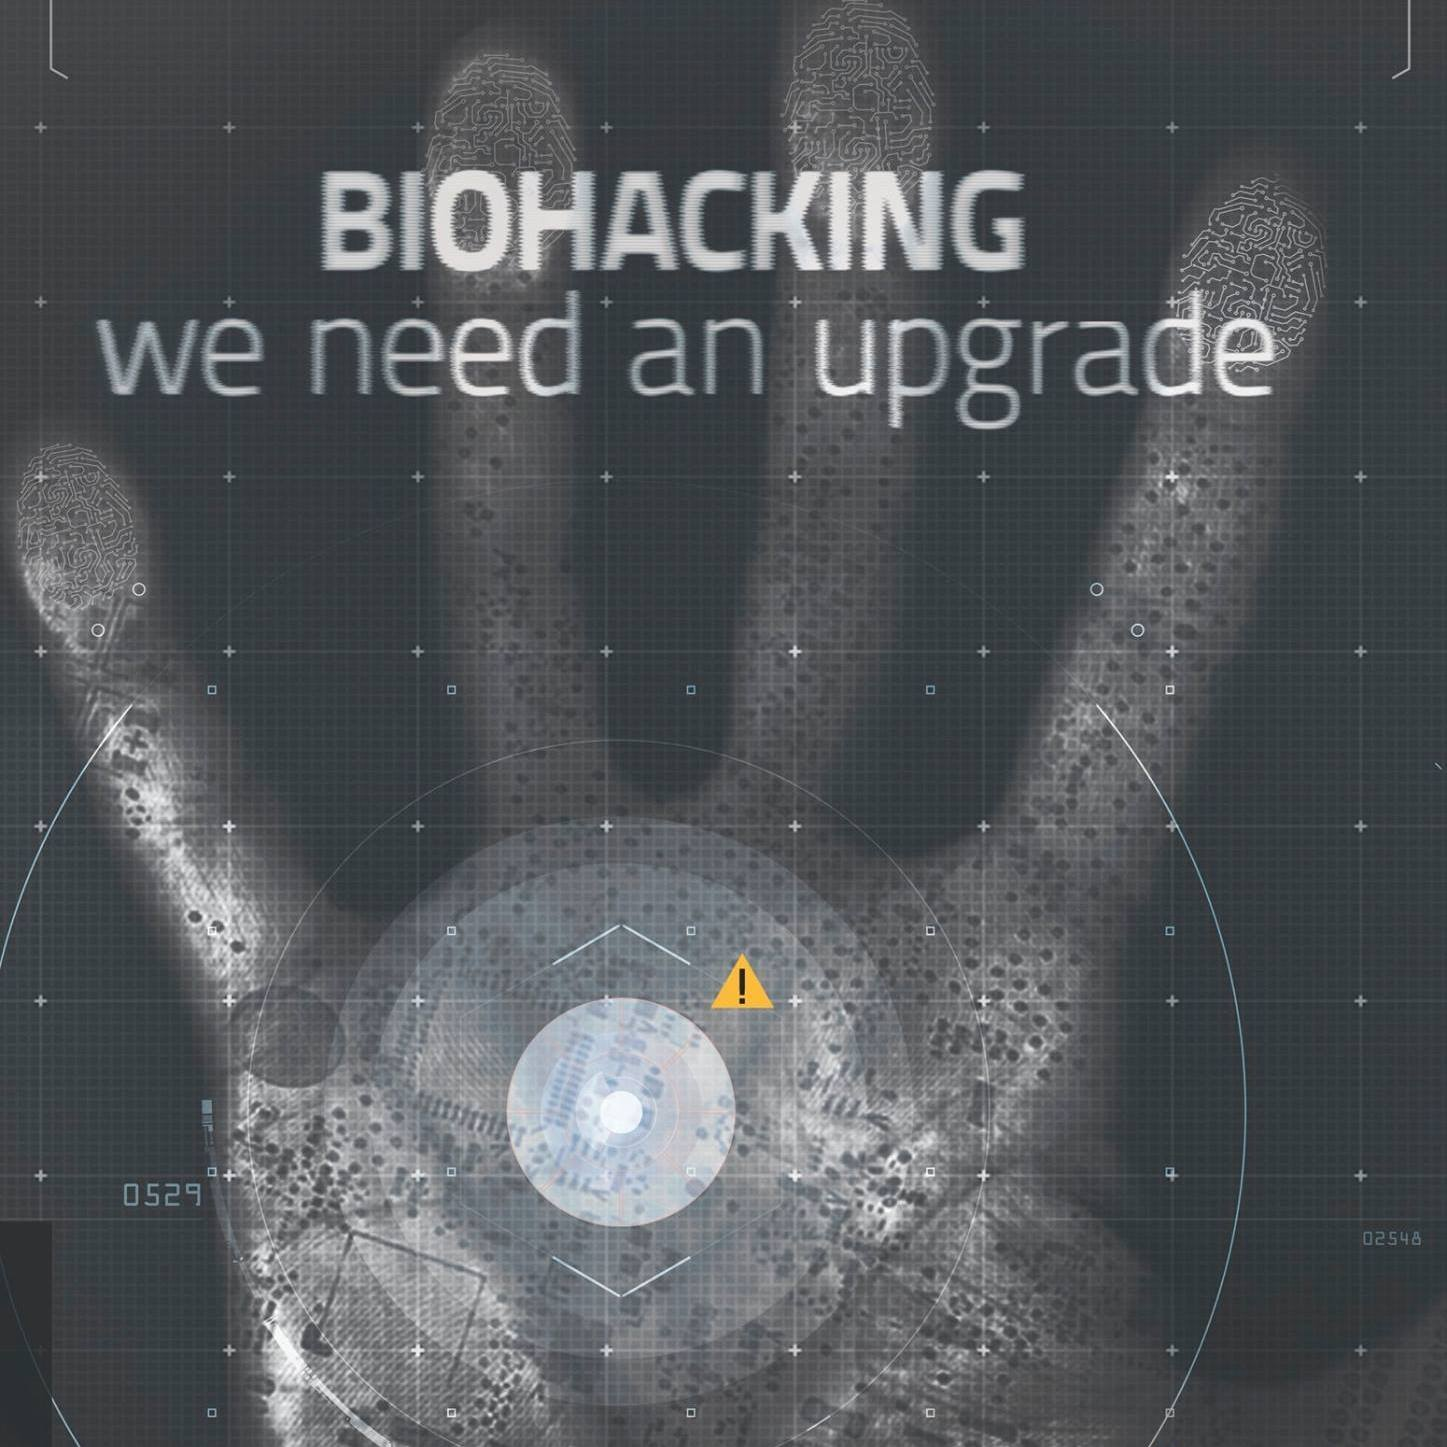 BIOHACKING
we need an upgrade
0529
02548